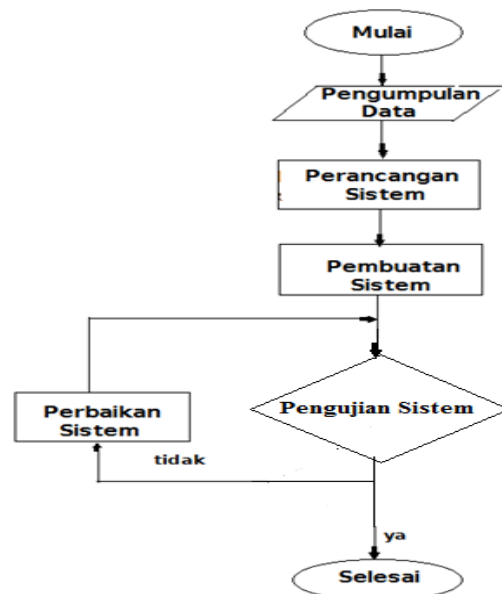 Mulai
Pengumpulan
Data
Perancangan
Sistem
Pembuatan
Sistem
Pengujian Sistem
Perbaikan
Sistem
tidak
ya
Selesai